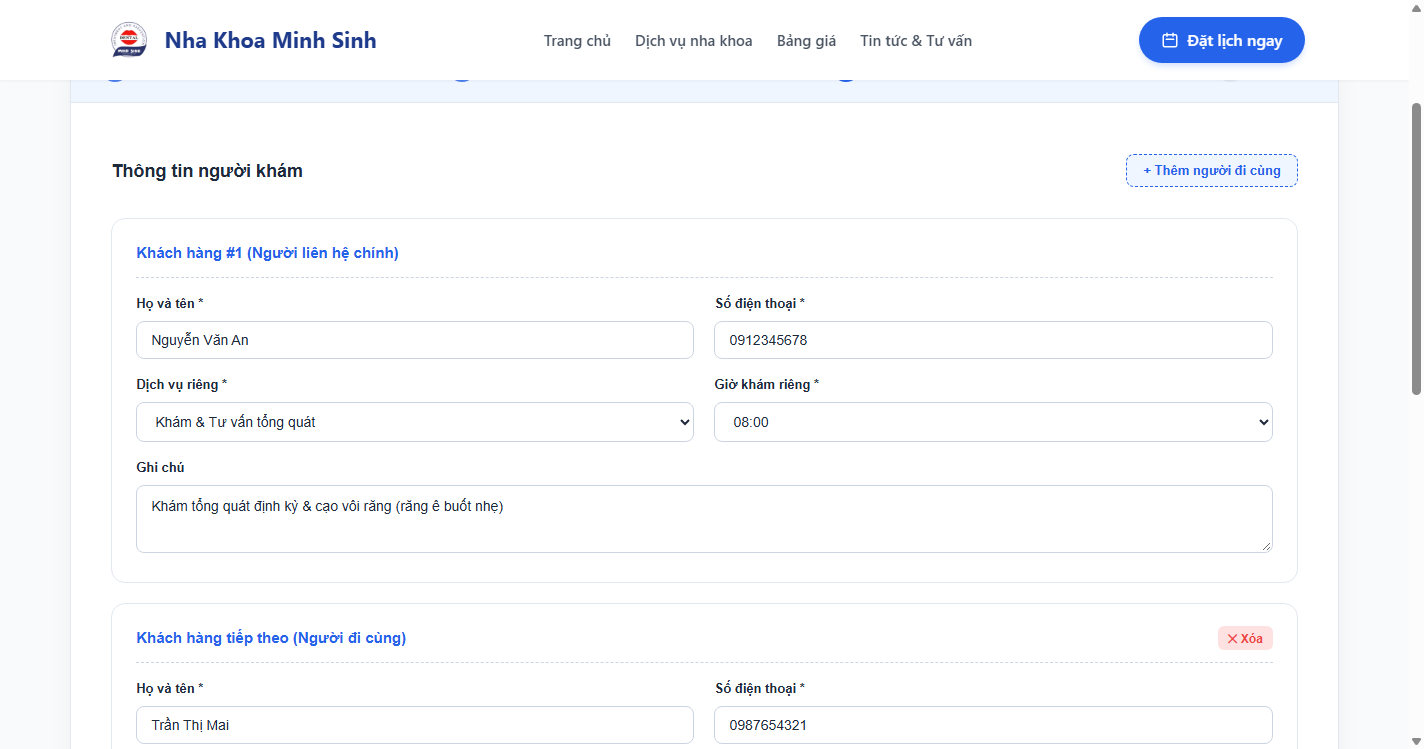 DENTAL
MINH SINH
Nha Khoa Minh Sinh
Trang chủ
Dịch vụ nha khoa
Bảng giá
Tin tức & Tư vấn
Đặt lịch ngay
Thông tin người khám
+ Thêm người đi cùng
Khách hàng #1 (Người liên hệ chính)
Họ và tên *
Số điện thoại *
Nguyễn Văn An
0912345678
Dịch vụ riêng *
Giờ khám riêng *
Khám & Tư vấn tổng quát
08:00
Ghi chú
Khám tổng quát định kỳ & cạo vôi răng (răng ê buốt nhẹ)
Khách hàng tiếp theo (Người đi cùng)
Xóa
Họ và tên *
Số điện thoại *
Trần Thị Mai
0987654321